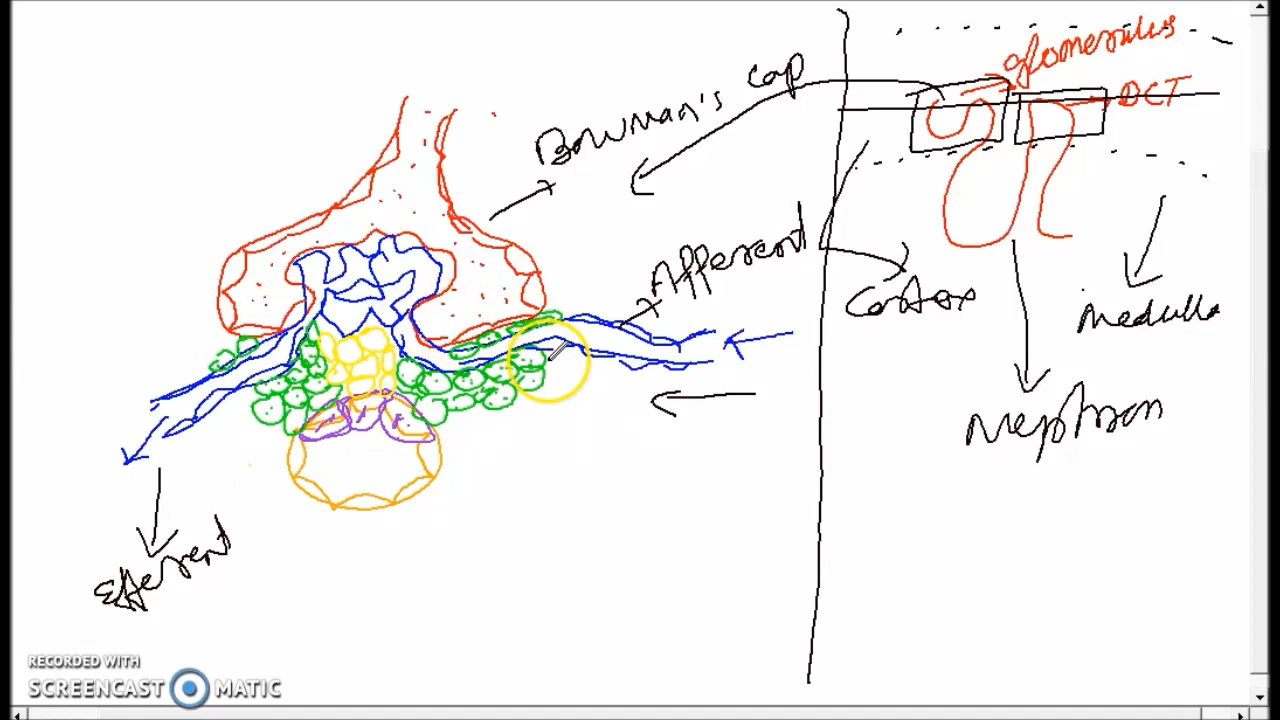 glomerulus
Bowman's cap
DCT
Afferent
Cortex
Medulla
Nephron
Efferent
RECORDED WITH
SCREENCAST MATIC